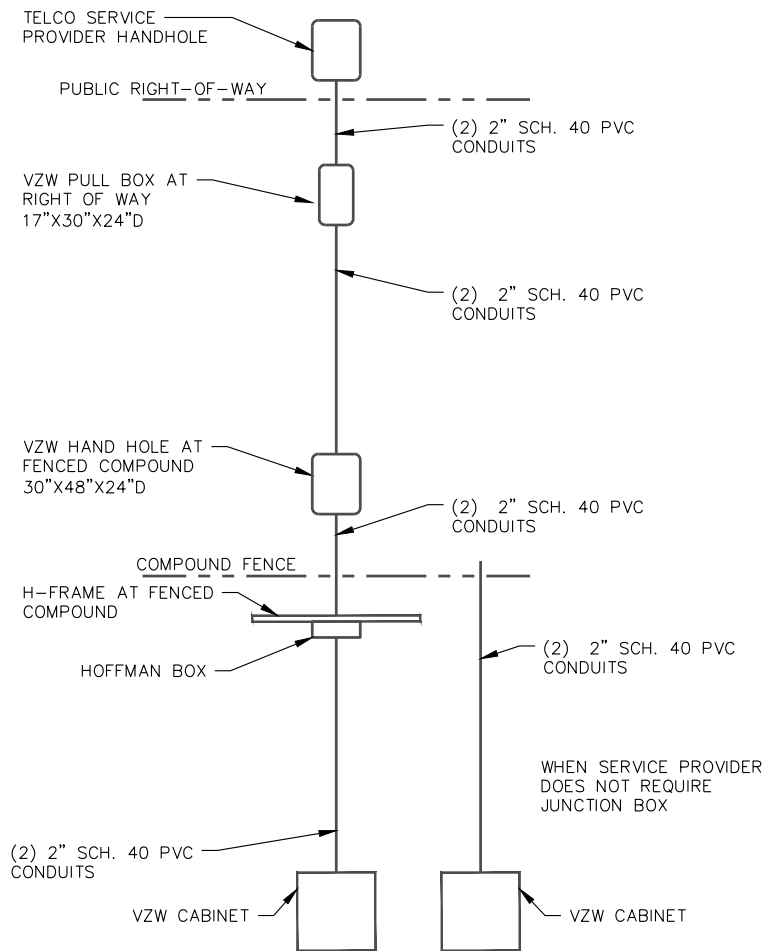 TELCO SERVICE
PROVIDER HANDHOLE
PUBLIC RIGHT-OF-WAY
(2) 2" SCH. 40 PVC
CONDUITS
VZW PULL BOX AT
RIGHT OF WAY
17"X30"X24"D
(2) 2" SCH. 40 PVC
CONDUITS
VZW HAND HOLE AT
FENCED COMPOUND
30"X48"X24"D
(2) 2" SCH. 40 PVC
CONDUITS
COMPOUND FENCE
H-FRAME AT FENCED
COMPOUND
(2) 2" SCH. 40 PVC
CONDUITS
HOFFMAN BOX
WHEN SERVICE PROVIDER
DOES NOT REQUIRE
JUNCTION BOX
(2) 2" SCH. 40 PVC
CONDUITS
VZW CABINET
VZW CABINET